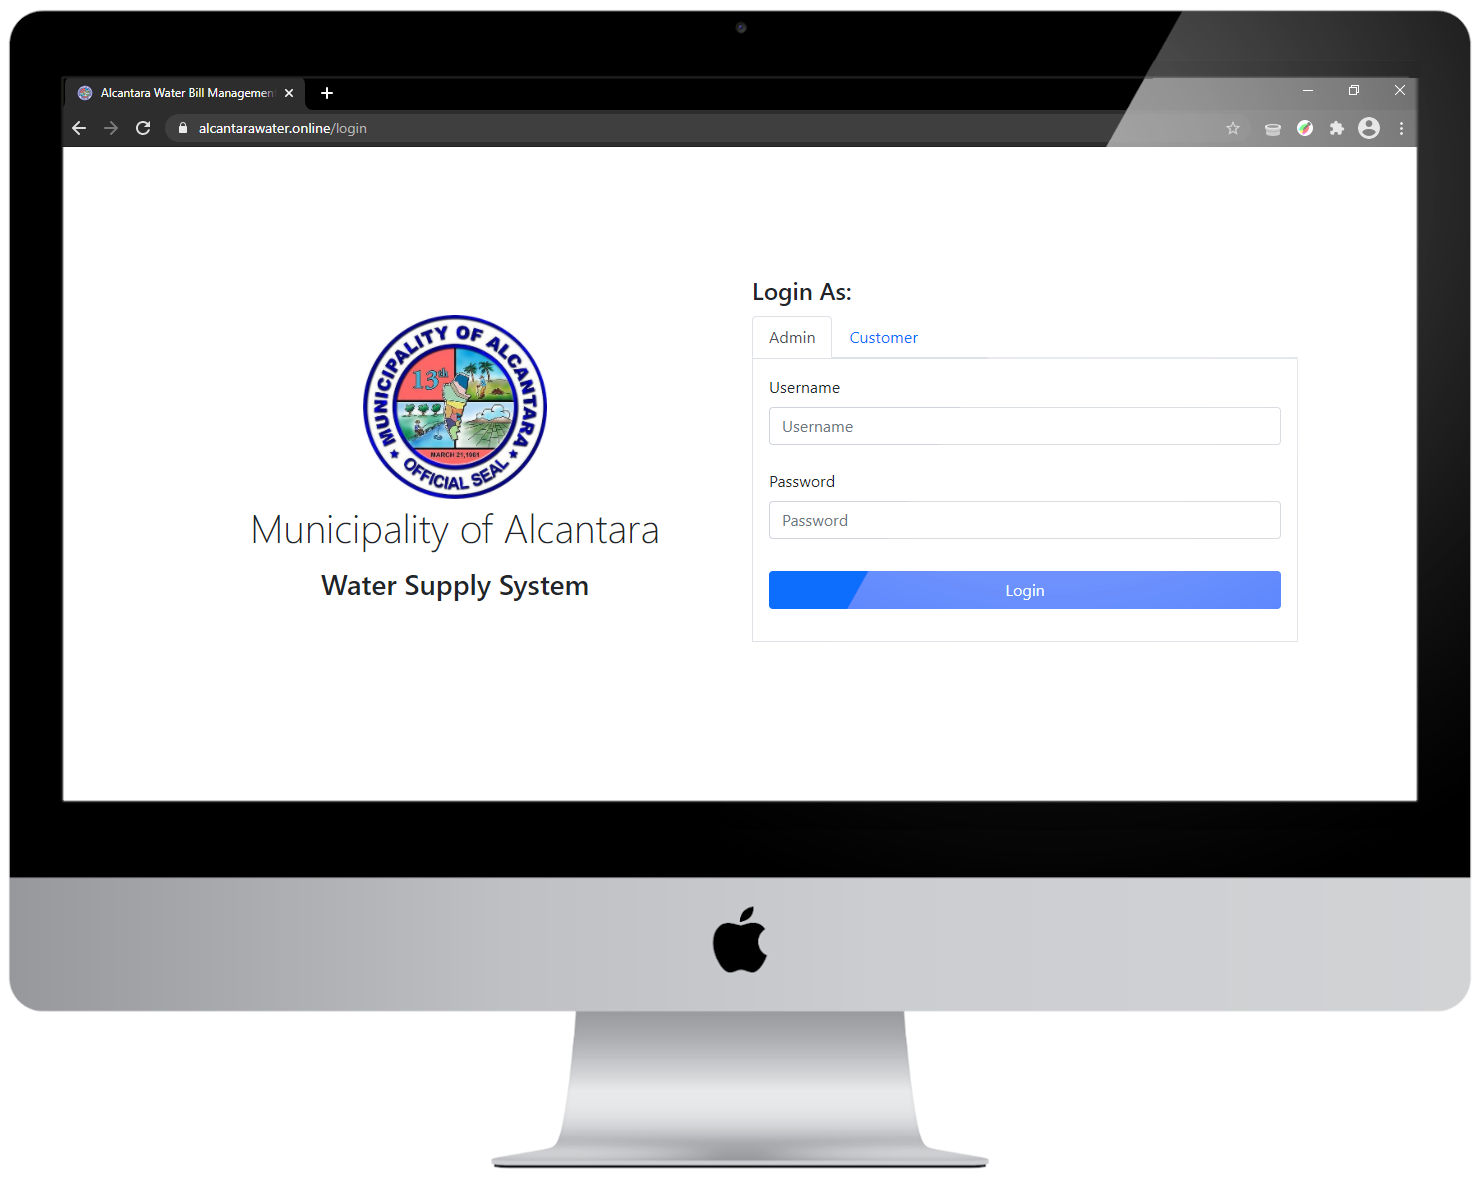 Alcantara Water Bill Managemen
alcantarawater.online/login
MUNICIPALITY OF ALCANTARA
13th
MARCH 21,1961
OFFICIAL SEAL
Municipality of Alcantara
Water Supply System
Login As:
Admin Customer
Username
Username
Password
Password
Login